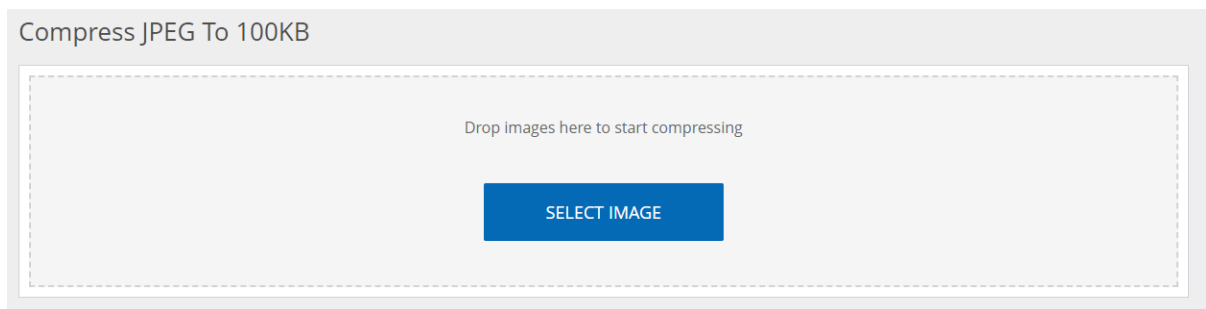 Compress JPEG To 100KB
Drop images here to start compressing
SELECT IMAGE